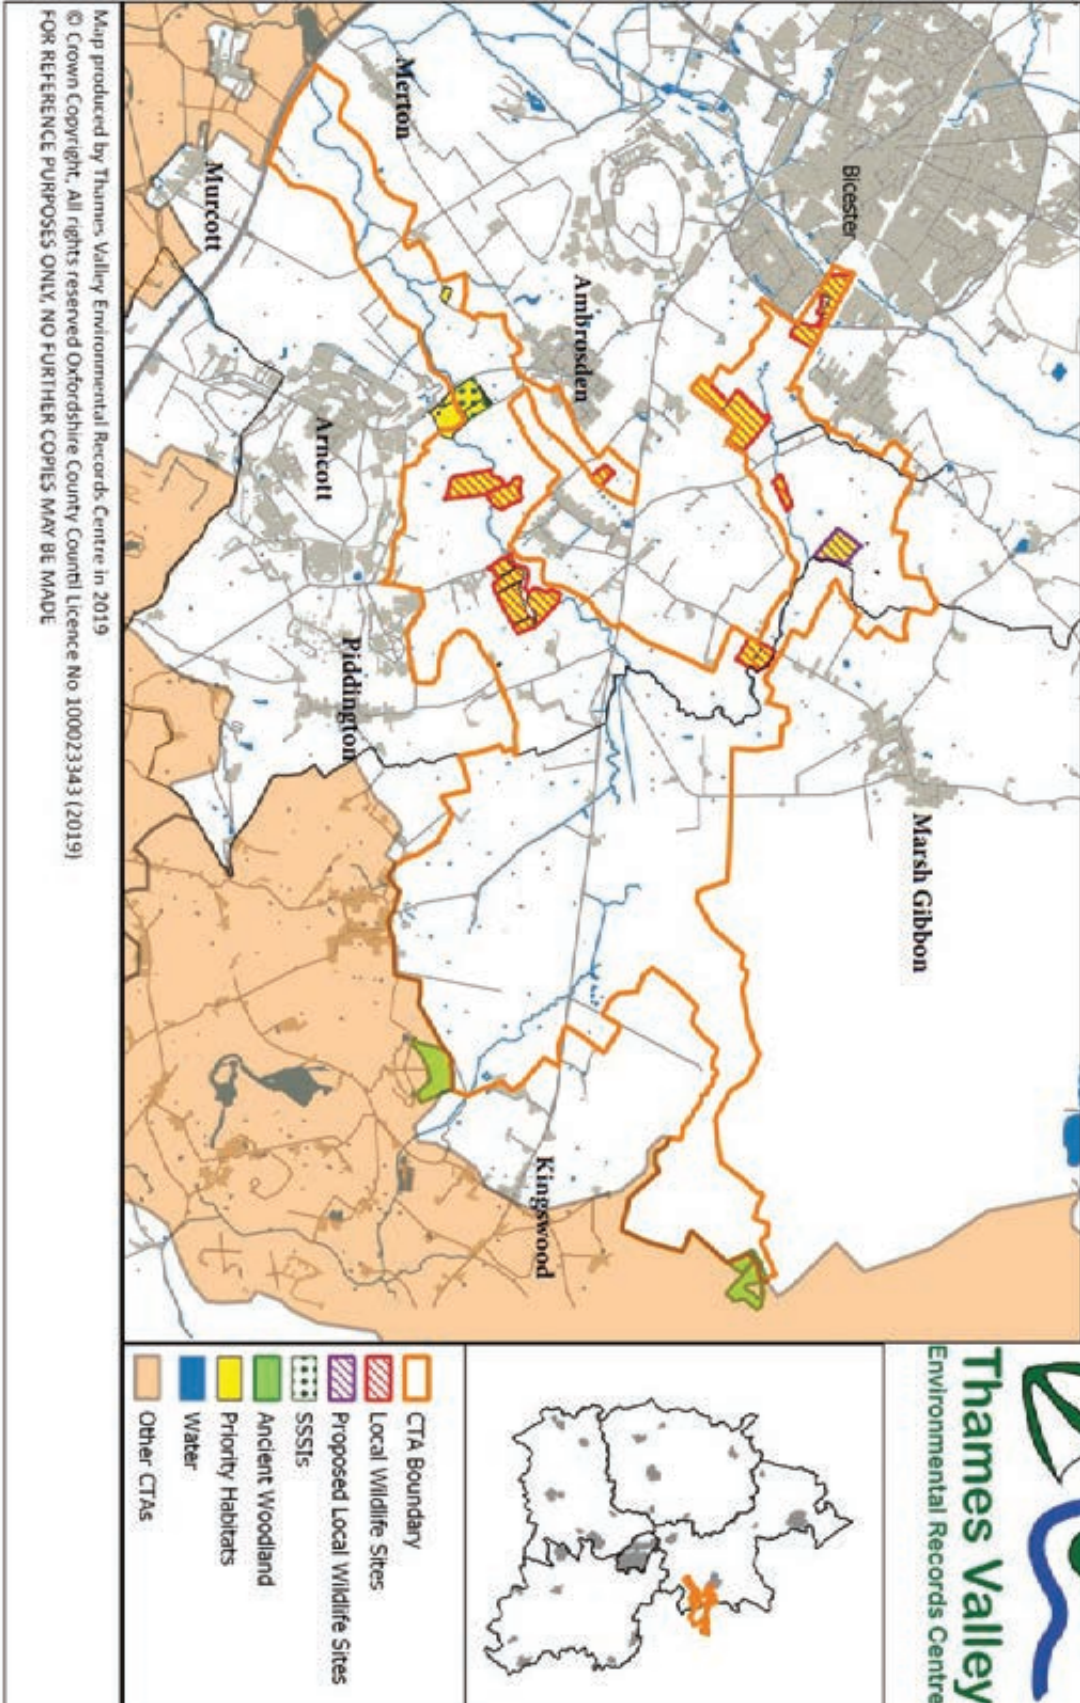 Thames Valley
Environmental Records Centre
Bicester
Marsh Gibbon
Ambrosden
Merton
Murcott
Arncott
Piddington
Kingswood
CTA Boundary
Local Wildlife Sites
Proposed Local Wildlife Sites
SSSIs
Ancient Woodland
Priority Habitats
Water
Other CTAs
Map produced by Thames Valley Environmental Records Centre in 2019
© Crown Copyright, All rights reserved Oxfordshire County Countil Licence No 100023343 (2019)
FOR REFERENCE PURPOSES ONLY, NO FURTHER COPIES MAY BE MADE